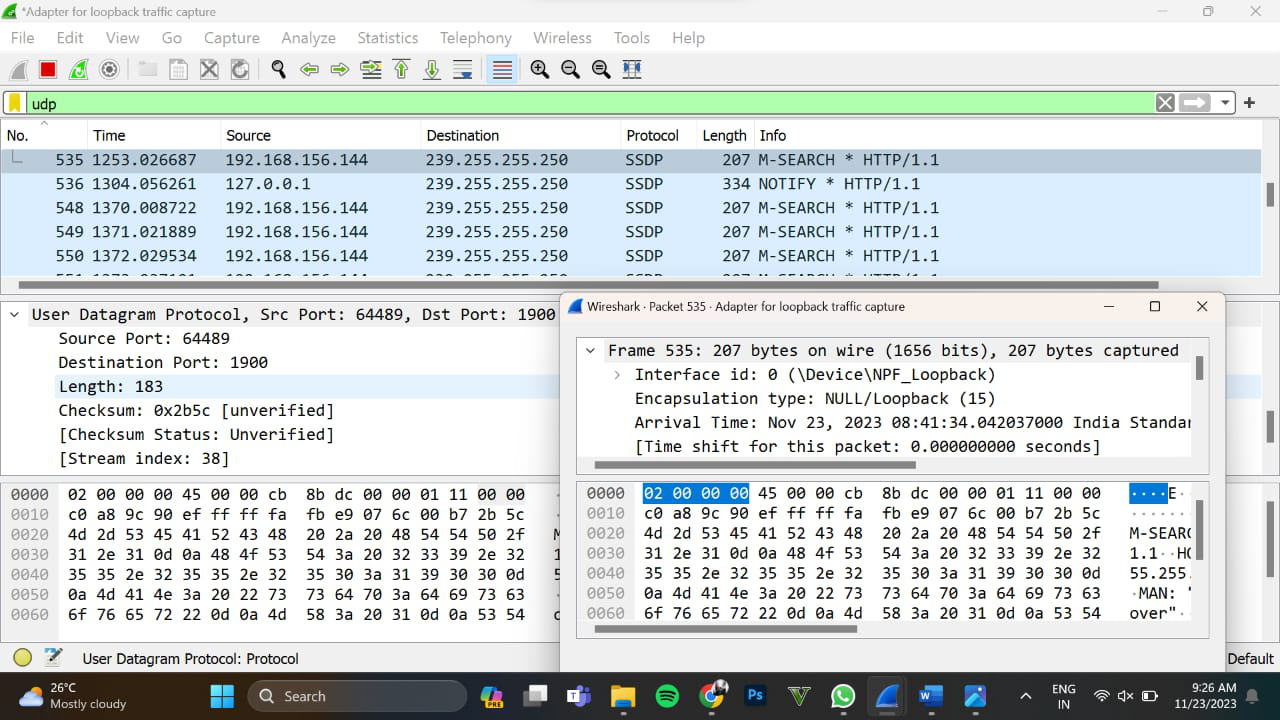 *Adapter for loopback traffic capture
File Edit View Go Capture Analyze Statistics Telephony Wireless Tools Help
udp
No. Time Source Destination Protocol Length Info
535 1253.026687 192.168.156.144 239.255.255.250 SSDP 207 M-SEARCH * HTTP/1.1
536 1304.056261 127.0.0.1 239.255.255.250 SSDP 334 NOTIFY * HTTP/1.1
548 1370.008722 192.168.156.144 239.255.255.250 SSDP 207 M-SEARCH * HTTP/1.1
549 1371.021889 192.168.156.144 239.255.255.250 SSDP 207 M-SEARCH * HTTP/1.1
550 1372.029534 192.168.156.144 239.255.255.250 SSDP 207 M-SEARCH * HTTP/1.1
User Datagram Protocol, Src Port: 64489, Dst Port: 1900
Source Port: 64489
Destination Port: 1900
Length: 183
Checksum: 0x2b5c [unverified]
[Checksum Status: Unverified]
[Stream index: 38]
0000 02 00 00 00 45 00 00 cb 8b dc 00 00 01 11 00 00
0010 c0 a8 9c 90 ef ff ff fa fb e9 07 6c 00 b7 2b 5c
0020 4d 2d 53 45 41 52 43 48 20 2a 20 48 54 54 50 2f
0030 31 2e 31 0d 0a 48 4f 53 54 3a 20 32 33 39 2e 32
0040 35 35 2e 32 35 35 2e 32 35 30 3a 31 39 30 30 0d
0050 0a 4d 41 4e 3a 20 22 73 73 64 70 3a 64 69 73 63
0060 6f 76 65 72 22 0d 0a 4d 58 3a 20 31 0d 0a 53 54
Wireshark · Packet 535 · Adapter for loopback traffic capture
Frame 535: 207 bytes on wire (1656 bits), 207 bytes captured
Interface id: 0 (\Device\NPF_Loopback)
Encapsulation type: NULL/Loopback (15)
Arrival Time: Nov 23, 2023 08:41:34.042037000 India Standar
[Time shift for this packet: 0.000000000 seconds]
0000 02 00 00 00 45 00 00 cb 8b dc 00 00 01 11 00 00 ····E··
0010 c0 a8 9c 90 ef ff ff fa fb e9 07 6c 00 b7 2b 5c ·······
0020 4d 2d 53 45 41 52 43 48 20 2a 20 48 54 54 50 2f M-SEARC
0030 31 2e 31 0d 0a 48 4f 53 54 3a 20 32 33 39 2e 32 1.1··HO
0040 35 35 2e 32 35 35 2e 32 35 30 3a 31 39 30 30 0d 55.255.
0050 0a 4d 41 4e 3a 20 22 73 73 64 70 3a 64 69 73 63 ·MAN: "
0060 6f 76 65 72 22 0d 0a 4d 58 3a 20 31 0d 0a 53 54 over"··
User Datagram Protocol: Protocol
Default
26°C
Mostly cloudy
Search
PRE
Ps
ENG
IN
9:26 AM
11/23/2023